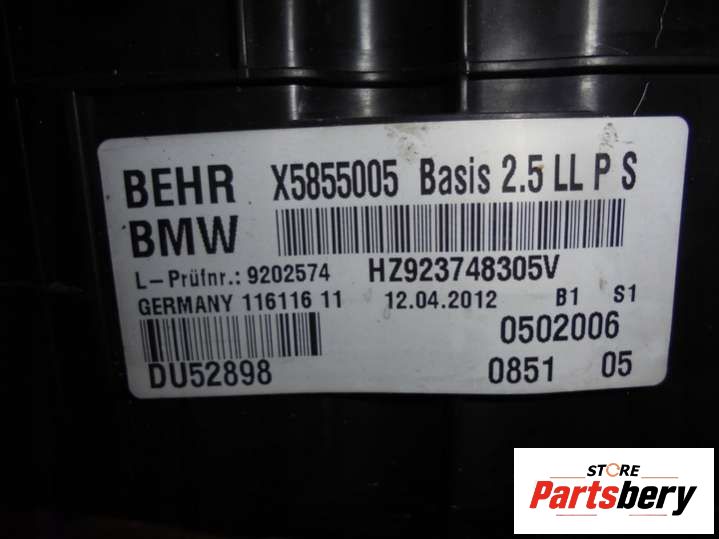 BEHR X5855005 Basis 2.5 LL P S
BMW
L-Prüfnr.: 9202574 HZ923748305V
GERMANY 116116 11 12.04.2012 B1 S1
0502006
DU52898 0851 05
STORE
Partsbery